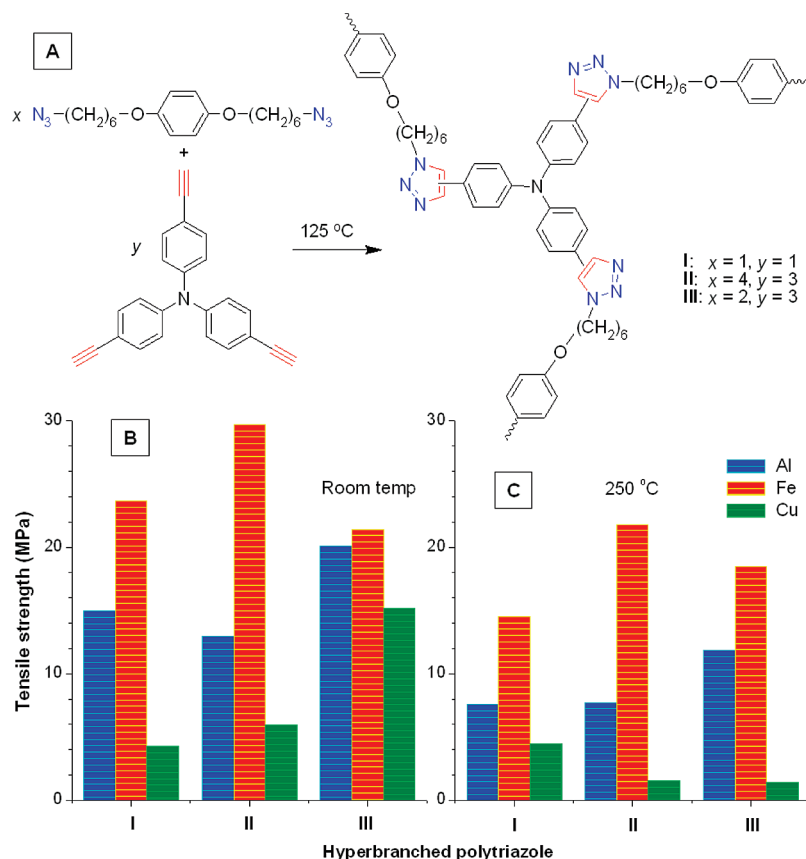 A
x N3–(CH2)6–O O–(CH2)6–N3
+
y
N
125 °C
O
(CH2)6
N
N
N
N
N
N
N
(CH2)6
O
N
N
N
(CH2)6
O
I: x = 1, y = 1
II: x = 4, y = 3
III: x = 2, y = 3
B
Room temp
C
250 °C
Al
Fe
Cu
Tensile strength (MPa)
30
20
10
0
30
20
10
0
I II III I II III
Hyperbranched polytriazole